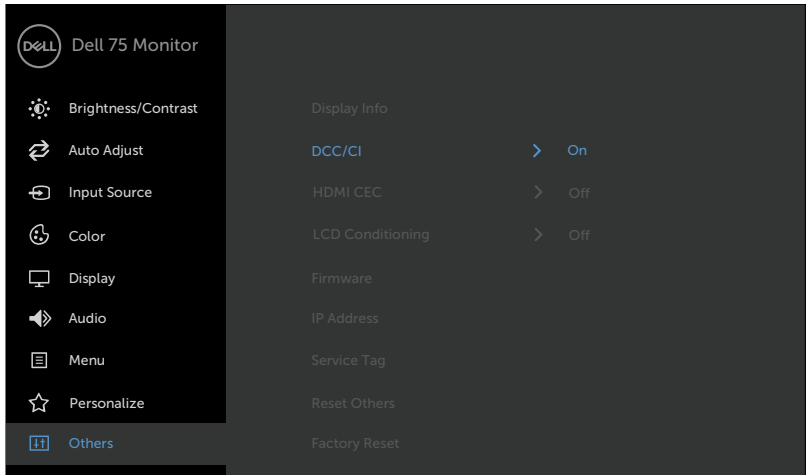 DELL Dell 75 Monitor
Brightness/Contrast Display Info
Auto Adjust DCC/CI On
Input Source HDMI CEC Off
Color LCD Conditioning Off
Display Firmware
Audio IP Address
Menu Service Tag
Personalize Reset Others
Others Factory Reset